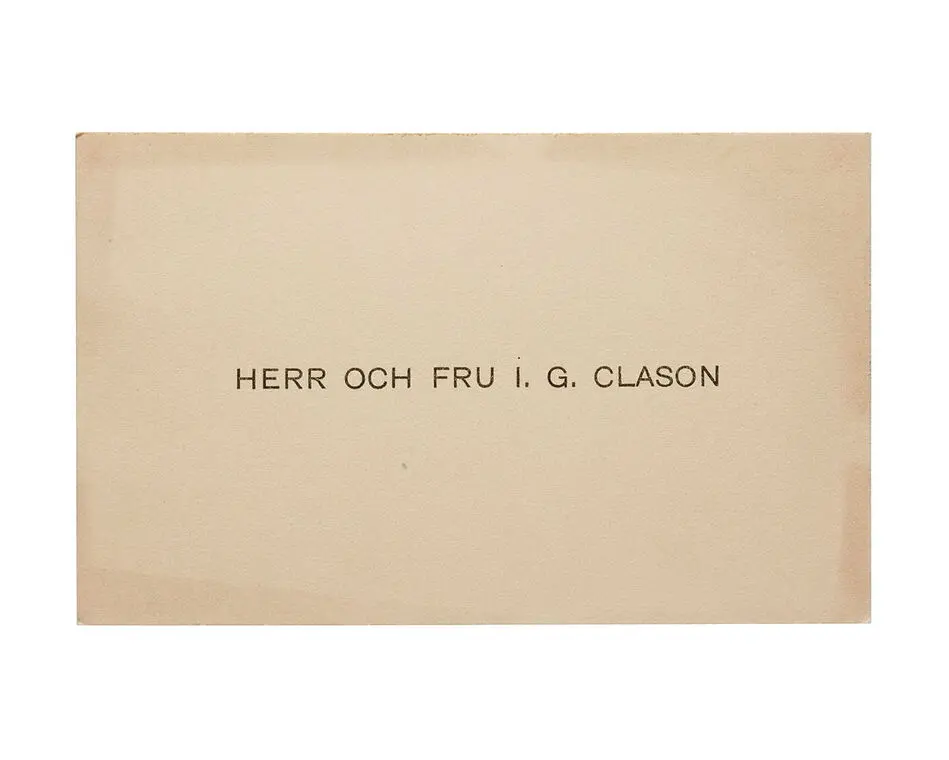 HERR OCH FRU I. G. CLASON